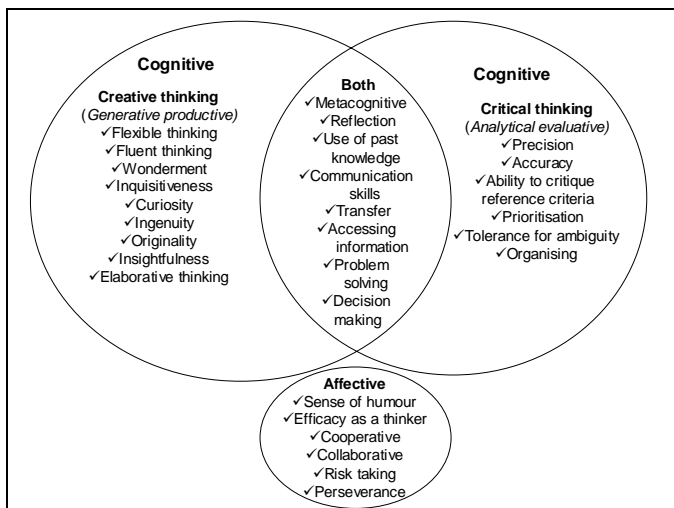 Cognitive
Creative thinking
(Generative productive)
✓Flexible thinking
✓Fluent thinking
✓Wonderment
✓Inquisitiveness
✓Curiosity
✓Ingenuity
✓Originality
✓Insightfulness
✓Elaborative thinking
Both
✓Metacognitive
✓Reflection
✓Use of past
knowledge
✓Communication
skills
✓Transfer
✓Accessing
information
✓Problem
solving
✓Decision
making
Cognitive
Critical thinking
(Analytical evaluative)
✓Precision
✓Accuracy
✓Ability to critique
reference criteria
✓Prioritisation
✓Tolerance for ambiguity
✓Organising
Affective
✓Sense of humour
✓Efficacy as a thinker
✓Cooperative
✓Collaborative
✓Risk taking
✓Perseverance